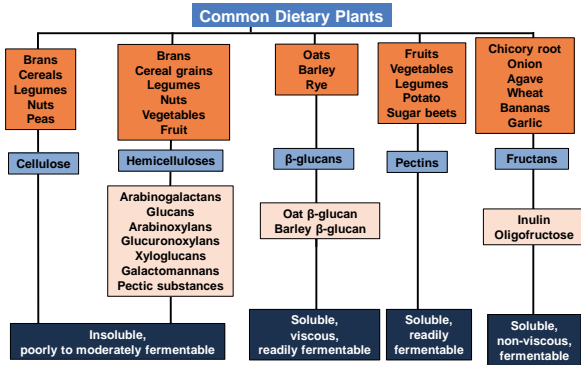 Common Dietary Plants
Brans
Cereals
Legumes
Nuts
Peas
Brans
Cereal grains
Legumes
Nuts
Vegetables
Fruit
Oats
Barley
Rye
Fruits
Vegetables
Legumes
Potato
Sugar beets
Chicory root
Onion
Agave
Wheat
Bananas
Garlic
Cellulose
Hemicelluloses
β-glucans
Pectins
Fructans
Arabinogalactans
Glucans
Arabinoxylans
Glucuronoxylans
Xyloglucans
Galactomannans
Pectic substances
Oat β-glucan
Barley β-glucan
Inulin
Oligofructose
Insoluble,
poorly to moderately fermentable
Soluble,
viscous,
readily fermentable
Soluble,
readily
fermentable
Soluble,
non-viscous,
fermentable